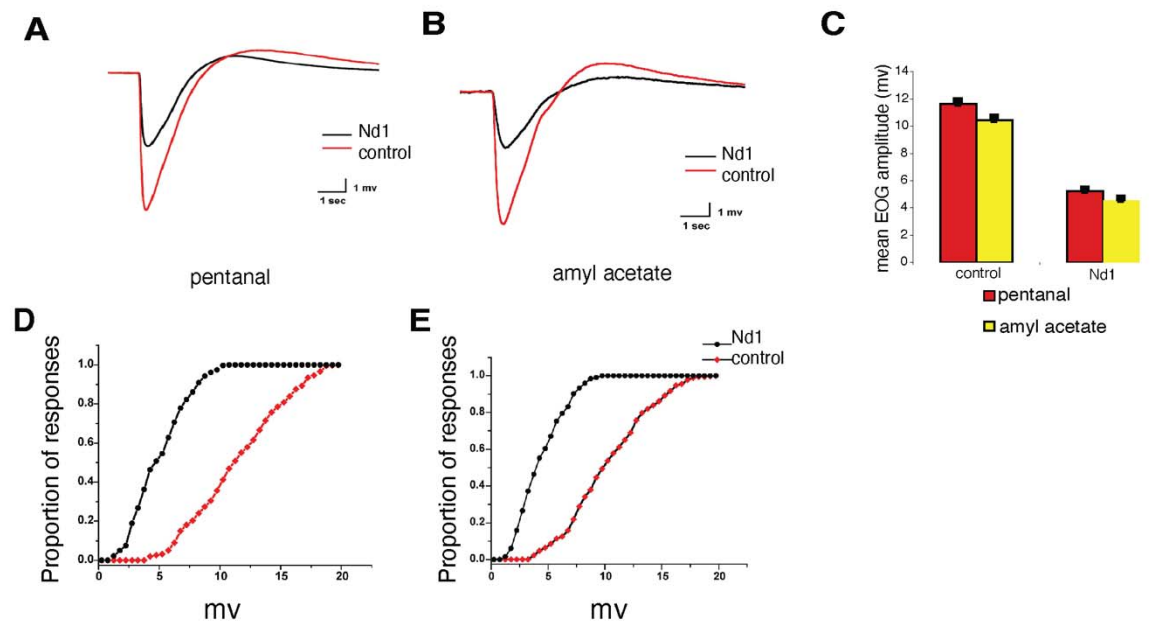 A
Nd1
control
1 mv
1 sec
pentanal
B
Nd1
control
1 mv
1 sec
amyl acetate
C
mean EOG amplitude (mv)
14
12
10
8
6
4
2
0
control
Nd1
pentanal
amyl acetate
D
Proportion of responses
1.0
0.8
0.6
0.4
0.2
0.0
0
5
10
15
20
mv
E
Nd1
control
Proportion of responses
1.0
0.8
0.6
0.4
0.2
0.0
0
5
10
15
20
mv